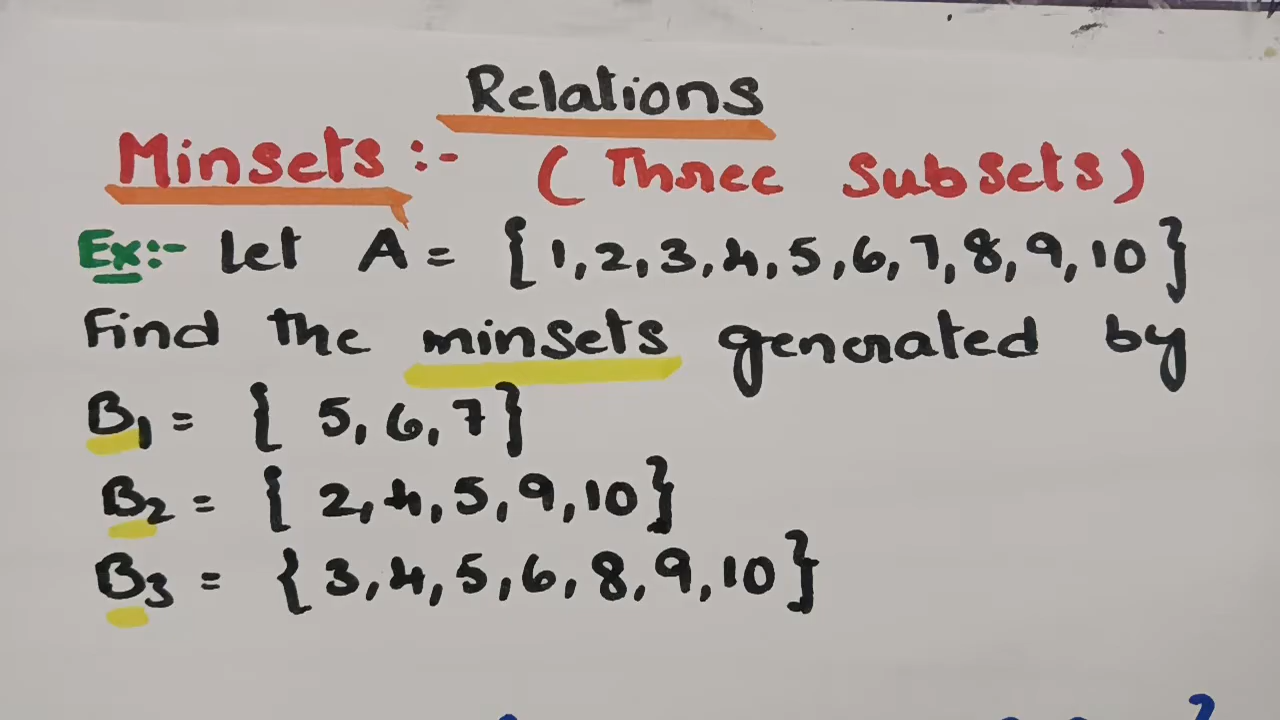 Relations
Minsets:- (Three Subsets)
Ex:- Let A = {1,2,3,4,5,6,7,8,9,10}
Find the minsets generated by
B1 = {5,6,7}
B2 = {2,4,5,9,10}
B3 = {3,4,5,6,8,9,10}